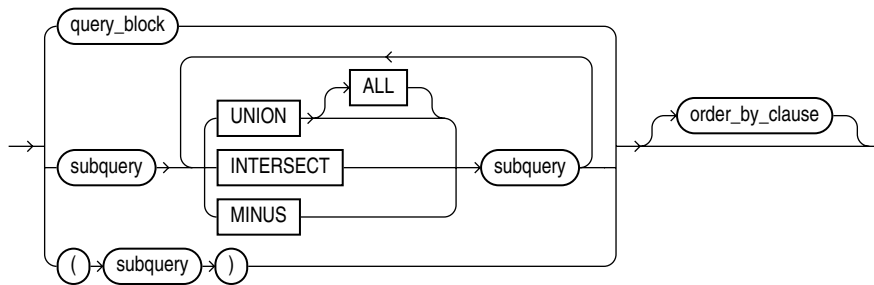 query_block
ALL
UNION
order_by_clause
subquery
INTERSECT
subquery
MINUS
( subquery )